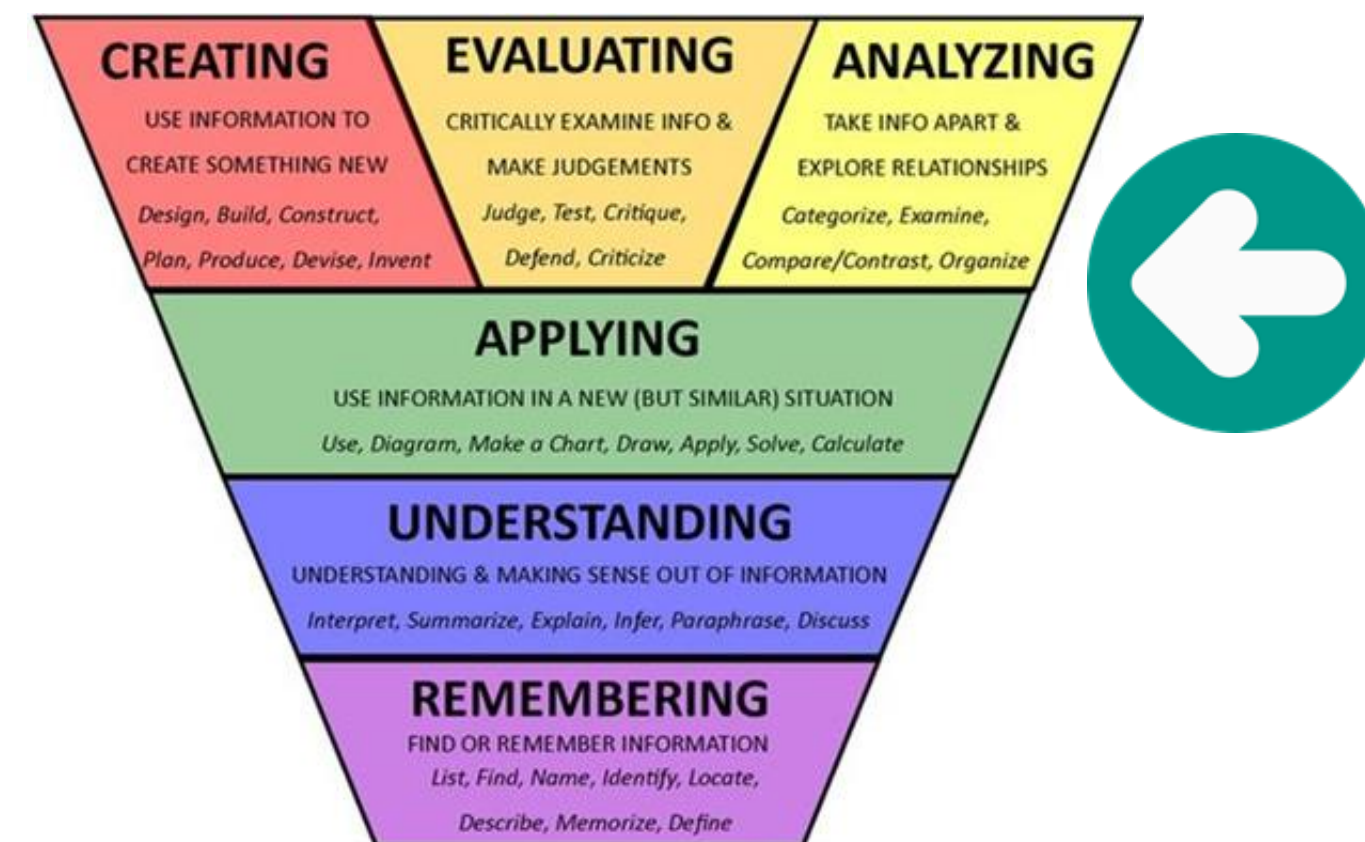 CREATING
USE INFORMATION TO
CREATE SOMETHING NEW
Design, Build, Construct,
Plan, Produce, Devise, Invent
EVALUATING
CRITICALLY EXAMINE INFO &
MAKE JUDGEMENTS
Judge, Test, Critique,
Defend, Criticize
ANALYZING
TAKE INFO APART &
EXPLORE RELATIONSHIPS
Categorize, Examine,
Compare/Contrast, Organize
APPLYING
USE INFORMATION IN A NEW (BUT SIMILAR) SITUATION
Use, Diagram, Make a Chart, Draw, Apply, Solve, Calculate
UNDERSTANDING
UNDERSTANDING & MAKING SENSE OUT OF INFORMATION
Interpret, Summarize, Explain, Infer, Paraphrase, Discuss
REMEMBERING
FIND OR REMEMBER INFORMATION
List, Find, Name, Identify, Locate,
Describe, Memorize, Define